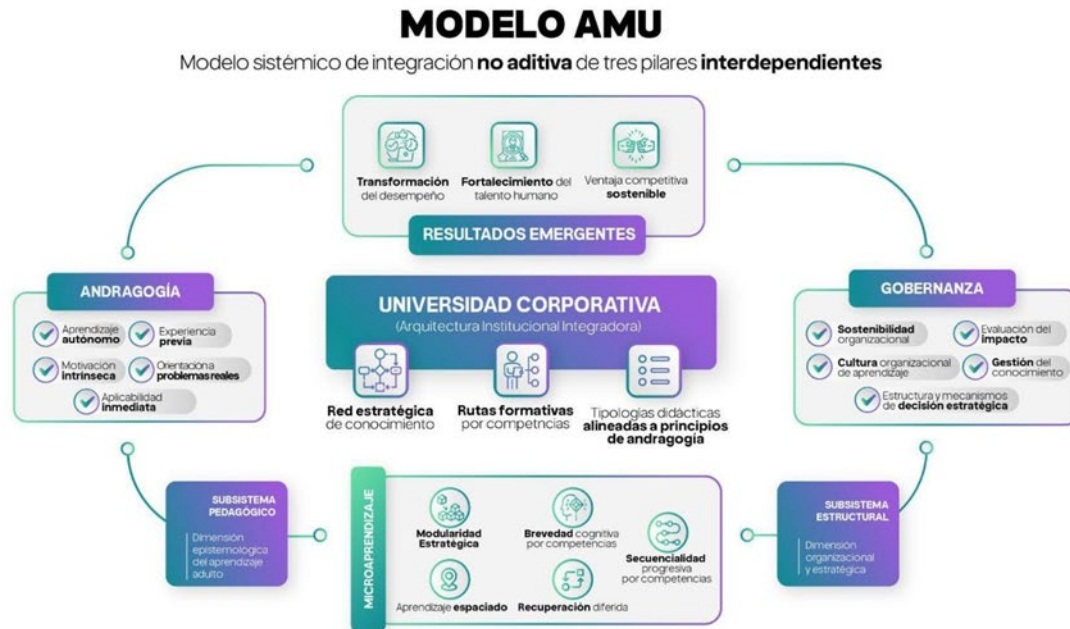 MODELO AMU
Modelo sistémico de integración no aditiva de tres pilares interdependientes
Transformación
del desempeño
Fortalecimiento del
talento humano
Ventaja competitiva
sostenible
RESULTADOS EMERGENTES
ANDRAGOGÍA
Aprendizaje
autónomo
Experiencia
previa
Motivación
intrínseca
Orientación a
problemas reales
Aplicabilidad
inmediata
UNIVERSIDAD CORPORATIVA
(Arquitectura Institucional Integradora)
Red estratégica
de conocimiento
Rutas formativas
por competncias
Tipologías didácticas
alineadas a principios
de andragogía
GOBERNANZA
Sostenibilidad
organizacional
Evaluación del
impacto
Cultura organizacional
de aprendizaje
Gestión del
conocimiento
Estructura y mecanismos
de decisión estratégica
SUBSISTEMA
PEDAGÓGICO
Dimensión
epistemologica
del aprendizaje
adulto
MICROAPRENDIZAJE
Modularidad
Estratégica
Brevedad cognitiva
por competencias
Secuencialidad
progresiva
por competencias
Aprendizaje espaciado
Recuperación diferida
SUBSISTEMA
ESTRUCTURAL
Dimensión
organizacional
y estratégica